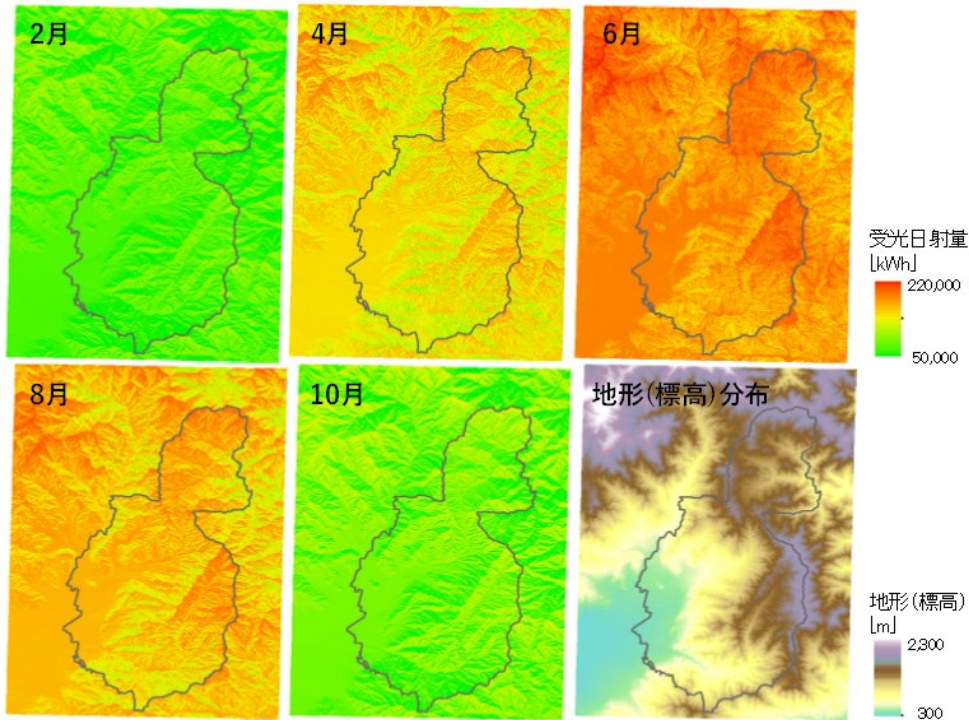 2月
4月
6月
受光日射量
[kWh]
220,000
50,000
8月
10月
地形(標高)分布
地形(標高)
[m]
2,300
300